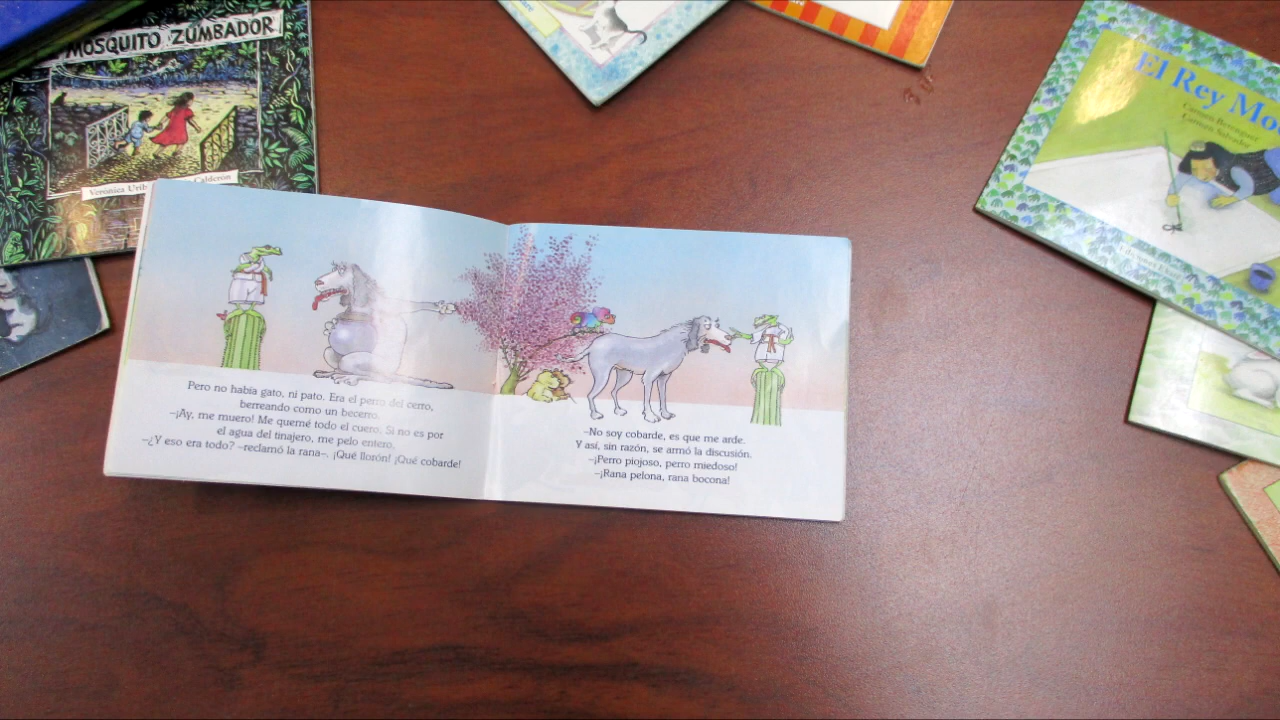 MOSQUITO ZUMBADOR
Verónica Calderón
El Rey
Carmen Berenguer
Carmen Salvador
Pero no había gato, ni pato. Era el perro del cerro,
berreando como un becerro.
–¡Ay, me muero! Me quemé todo el cuero. Si no es por
el agua del tinajero, me pelo entero.
–¿Y eso era todo? –reclamó la rana–. ¡Qué llorón! ¡Qué cobarde!
–No soy cobarde, es que me arde.
Y así, sin razón, se armó la discusión.
–¡Perro piojoso, perro miedoso!
–¡Rana pelona, rana bocona!